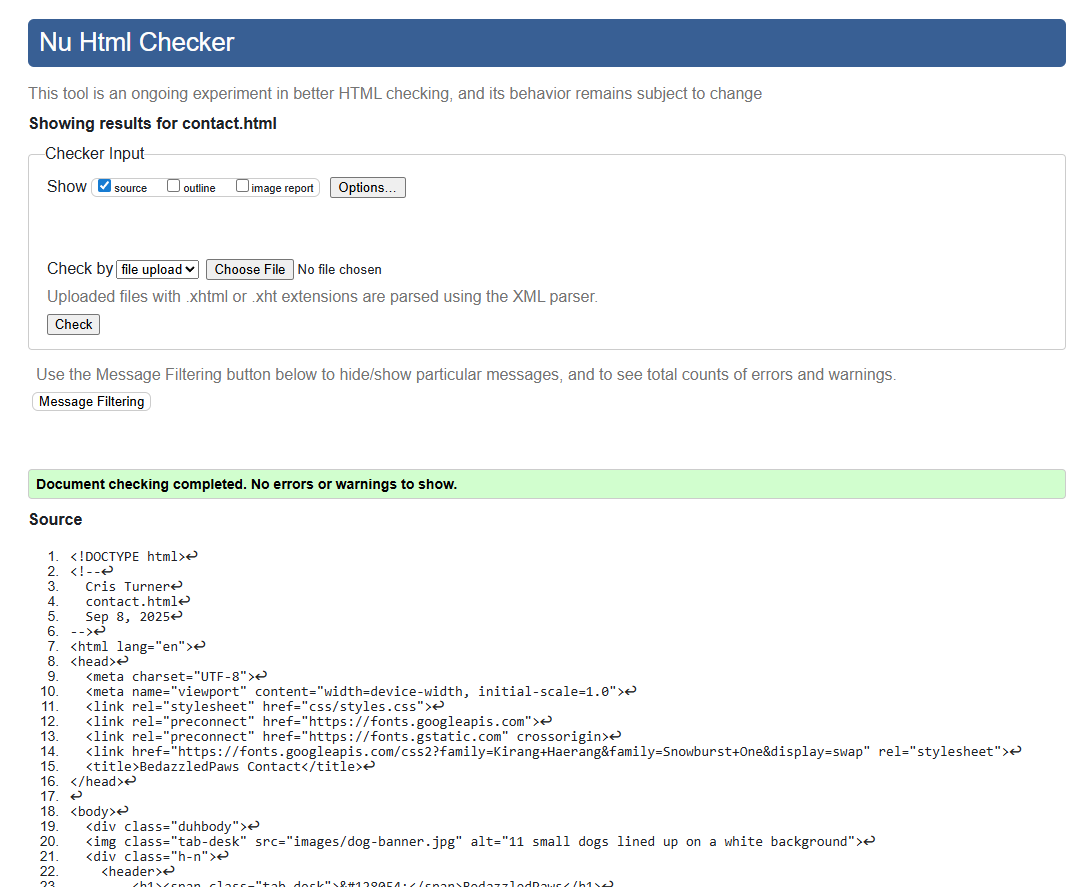 Nu Html Checker
This tool is an ongoing experiment in better HTML checking, and its behavior remains subject to change
Showing results for contact.html
Checker Input
Show source outline image report Options...
Check by file upload Choose File No file chosen
Uploaded files with .xhtml or .xht extensions are parsed using the XML parser.
Check
Use the Message Filtering button below to hide/show particular messages, and to see total counts of errors and warnings.
Message Filtering
Document checking completed. No errors or warnings to show.
Source
1. <!DOCTYPE html>↩
2. <!--↩
3.   Cris Turner↩
4.   contact.html↩
5.   Sep 8, 2025↩
6. -->↩
7. <html lang="en">↩
8. <head>↩
9.   <meta charset="UTF-8">↩
10.   <meta name="viewport" content="width=device-width, initial-scale=1.0">↩
11.   <link rel="stylesheet" href="css/styles.css">↩
12.   <link rel="preconnect" href="https://fonts.googleapis.com">↩
13.   <link rel="preconnect" href="https://fonts.gstatic.com" crossorigin>↩
14.   <link href="https://fonts.googleapis.com/css2?family=Kirang+Haerang&family=Snowburst+One&display=swap" rel="stylesheet">↩
15.   <title>BedazzledPaws Contact</title>↩
16. </head>↩
17. ↩
18. <body>↩
19.   <div class="duhbody">↩
20.   <img class="tab-desk" src="images/dog-banner.jpg" alt="11 small dogs lined up on a white background">↩
21.   <div class="h-n">↩
22.     <header>↩
23.         <h1><span class="tab-desk">&#128054;</span>BedazzledPaws</h1>↩